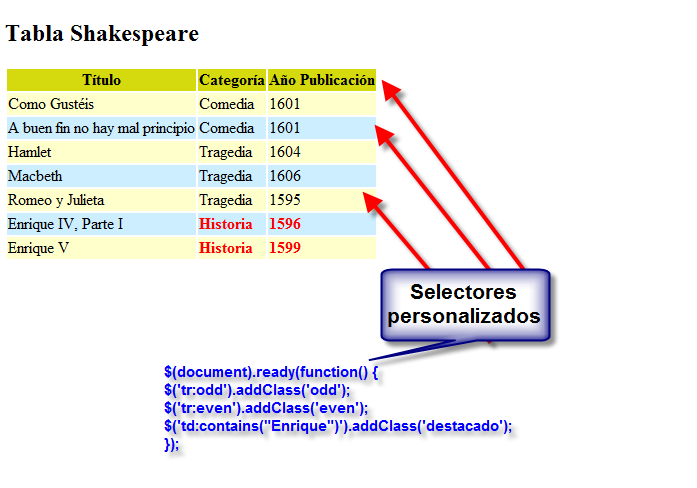 Tabla Shakespeare
Título Categoría Año Publicación
Como Gustéis Comedia 1601
A buen fin no hay mal principio Comedia 1601
Hamlet Tragedia 1604
Macbeth Tragedia 1606
Romeo y Julieta Tragedia 1595
Enrique IV, Parte I Historia 1596
Enrique V Historia 1599
Selectores
personalizados
$(document).ready(function() {
$('tr:odd').addClass('odd');
$('tr:even').addClass('even');
$('td:contains("Enrique")').addClass('destacado');
});